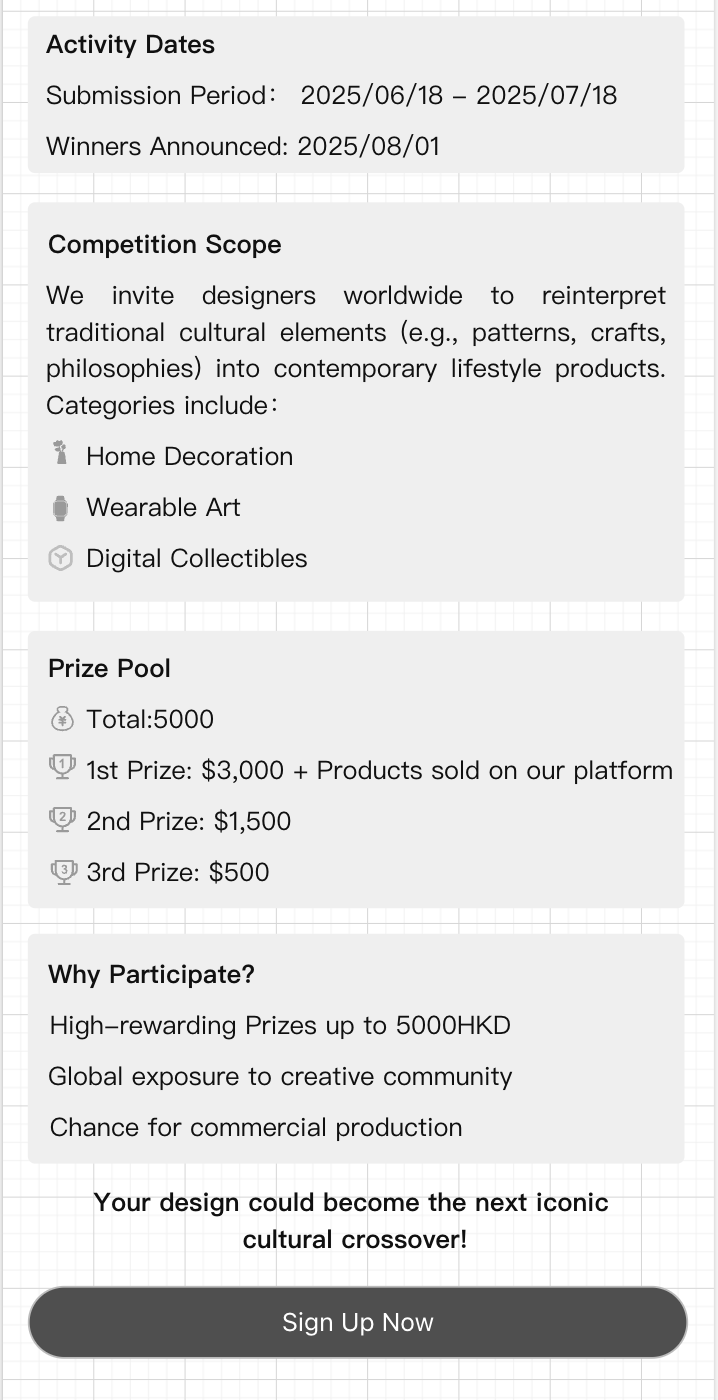 Activity Dates
Submission Period： 2025/06/18 – 2025/07/18
Winners Announced: 2025/08/01
Competition Scope
We invite designers worldwide to reinterpret
traditional cultural elements (e.g., patterns, crafts,
philosophies) into contemporary lifestyle products.
Categories include：
Home Decoration
Wearable Art
Digital Collectibles
Prize Pool
¥ Total:5000
1 1st Prize: $3,000 + Products sold on our platform
2 2nd Prize: $1,500
3 3rd Prize: $500
Why Participate?
High–rewarding Prizes up to 5000HKD
Global exposure to creative community
Chance for commercial production
Your design could become the next iconic
cultural crossover!
Sign Up Now